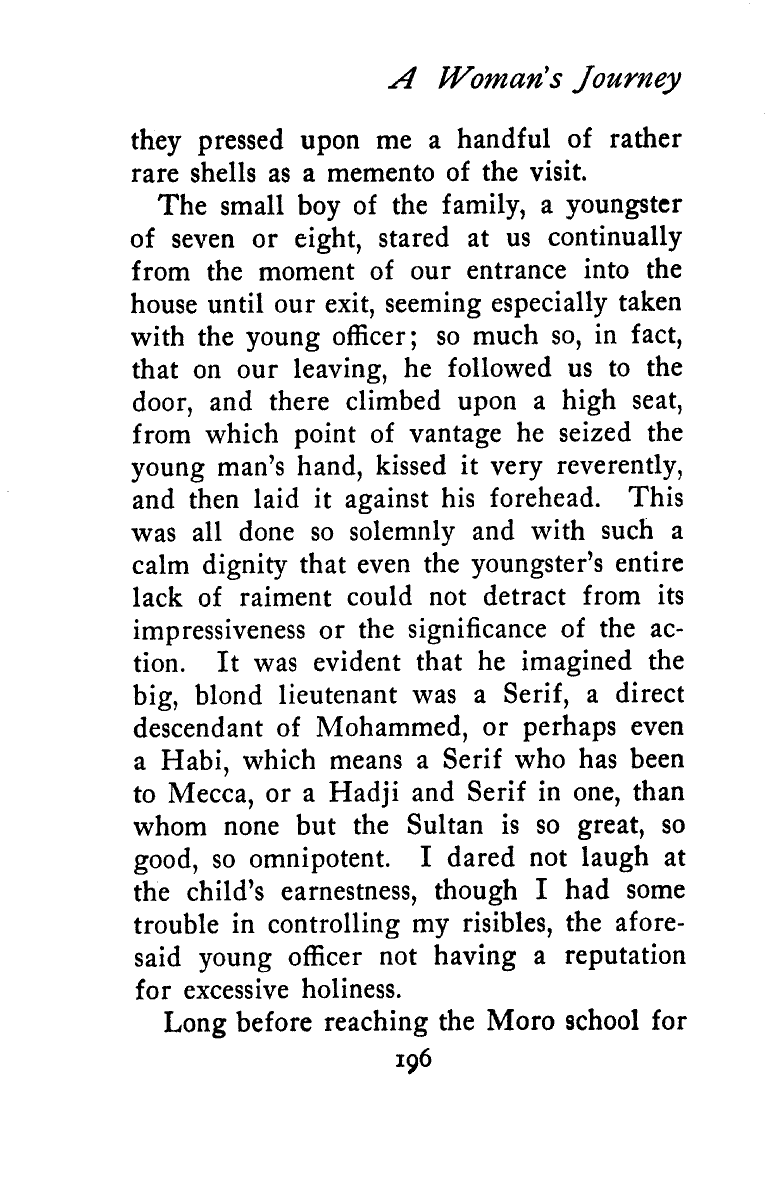 A Woman's Journey
they pressed upon me a handful of rather
rare shells as a memento of the visit.
The small boy of the family, a youngster
of seven or eight, stared at us continually
from the moment of our entrance into the
house until our exit, seeming especially taken
with the young officer; so much so, in fact,
that on our leaving, he followed us to the
door, and there climbed upon a high seat,
from which point of vantage he seized the
young man's hand, kissed it very reverently,
and then laid it against his forehead. This
was all done so solemnly and with such a
calm dignity that even the youngster's entire
lack of raiment could not detract from its
impressiveness or the significance of the ac-
tion. It was evident that he imagined the
big, blond lieutenant was a Serif, a direct
descendant of Mohammed, or perhaps even
a Habi, which means a Serif who has been
to Mecca, or a Hadji and Serif in one, than
whom none but the Sultan is so great, so
good, so omnipotent. I dared not laugh at
the child's earnestness, though I had some
trouble in controlling my risibles, the afore-
said young officer not having a reputation
for excessive holiness.
Long before reaching the Moro school for
196